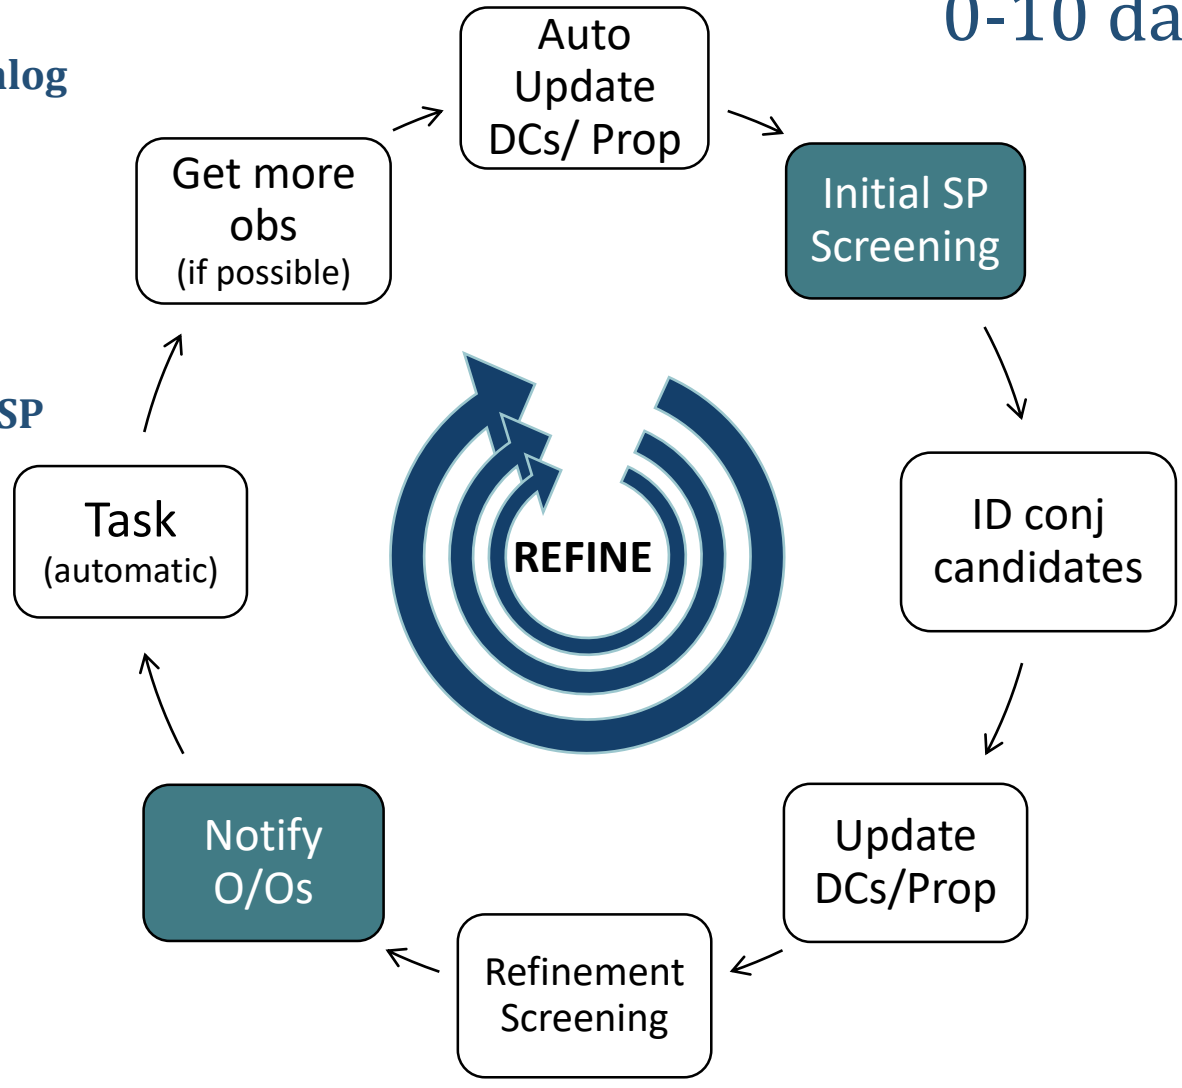 0-10 da
alog
Auto
Update
DCs/ Prop
Initial SP
Screening
ID conj
candidates
Update
DCs/Prop
Refinement
Screening
Notify
O/Os
SP
Task
(automatic)
Get more
obs
(if possible)
REFINE